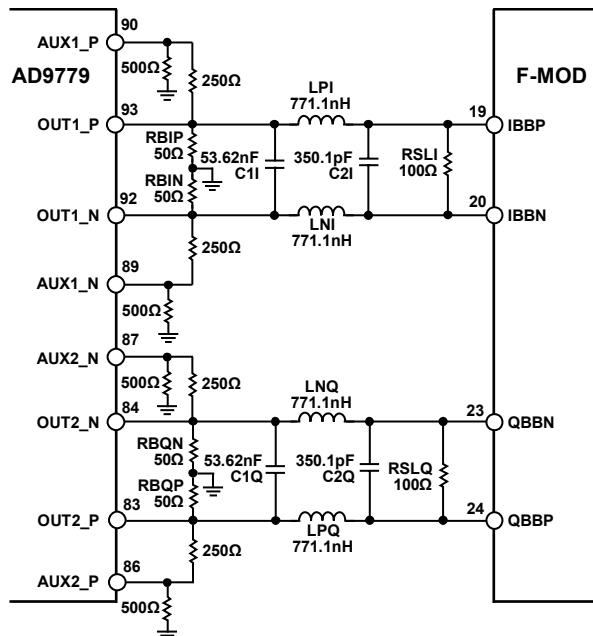 90
AUX1_P
AD9779
500Ω
250Ω
F-MOD
LPI
771.1nH
93
19
OUT1_P
IBBP
RBIP
50Ω
53.62nF
C1I
350.1pF
C2I
RSLI
100Ω
RBIN
50Ω
92
20
OUT1_N
IBBN
LNI
771.1nH
250Ω
89
AUX1_N
500Ω
87
AUX2_N
500Ω
250Ω
LNQ
771.1nH
84
23
OUT2_N
QBBN
RBQN
50Ω
53.62nF
C1Q
350.1pF
C2Q
RSLQ
100Ω
RBQP
50Ω
83
24
OUT2_P
QBBP
LPQ
771.1nH
250Ω
86
AUX2_P
500Ω